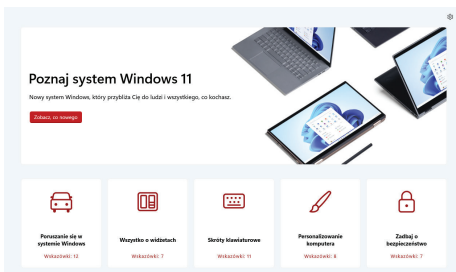 Poznaj system Windows 11
Nowy system Windows, który przybliża Cię do ludzi i wszystkiego, co kochasz.
Zobacz, co nowego
Poruszanie się w
systemie Windows
Wskazówki: 12
Wszystko o widżetach
Wskazówki: 7
Skróty klawiaturowe
Wskazówki: 11
Personalizowanie
komputera
Wskazówki: 8
Zadbaj o
bezpieczeństwo
Wskazówki: 7